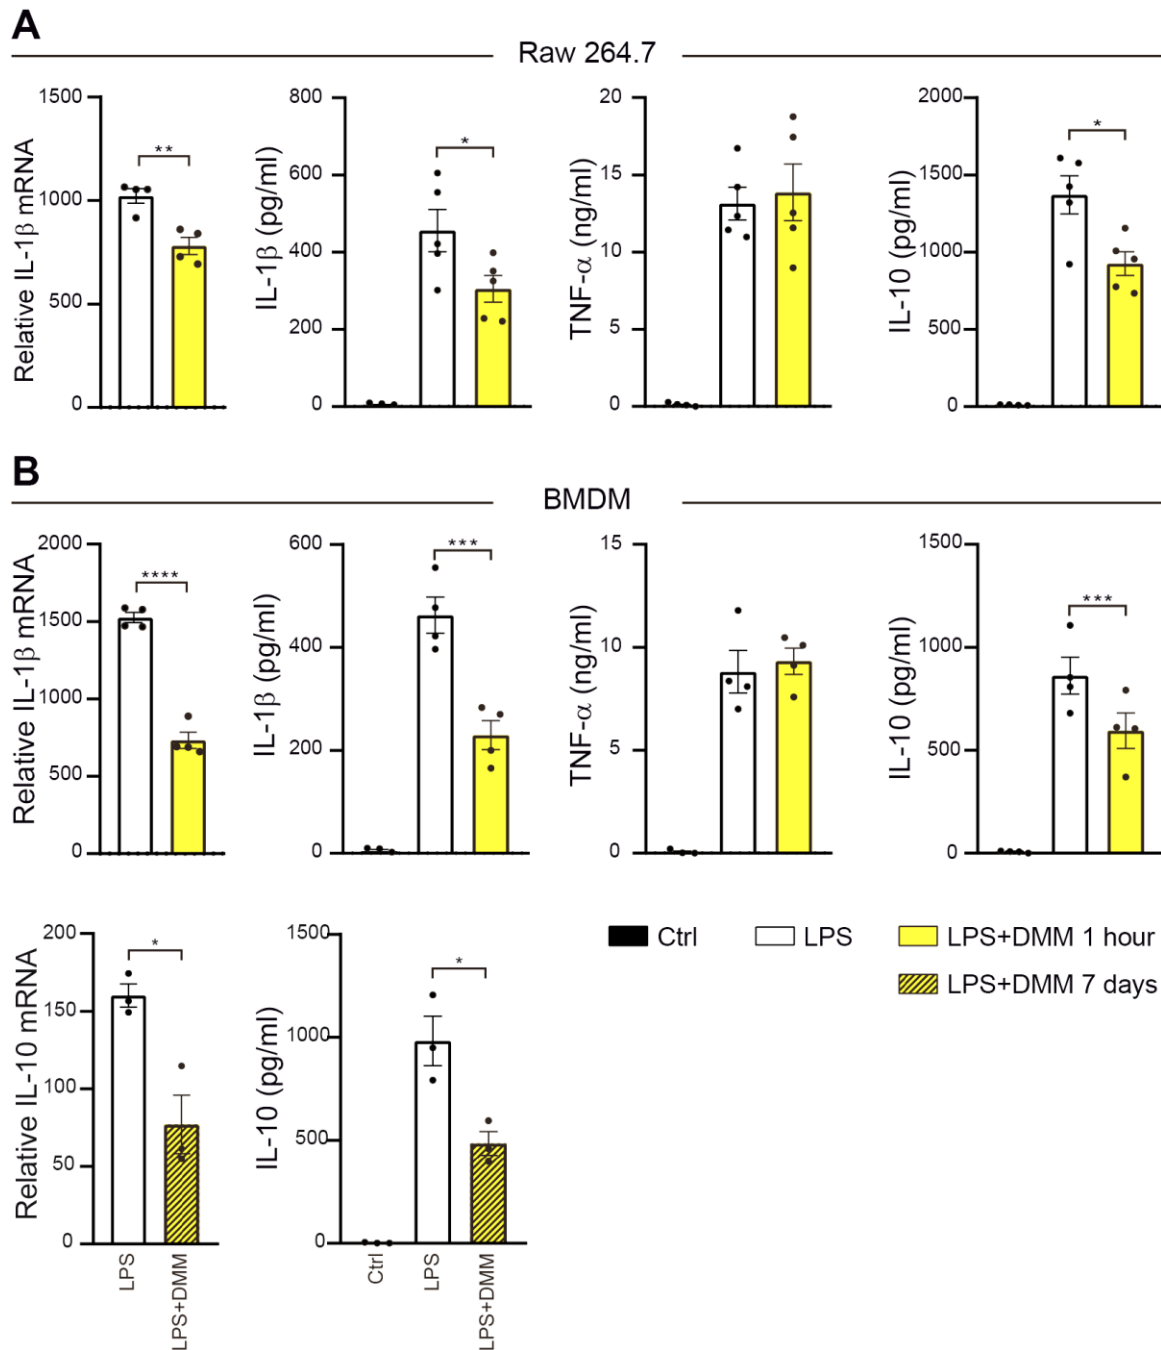 A
Raw 264.7
Relative IL-1β mRNA
1500
1000
500
0
**
IL-1β (pg/ml)
800
600
400
200
0
*
TNF-α (ng/ml)
20
15
10
5
0
IL-10 (pg/ml)
2000
1500
1000
500
0
*
B
BMDM
Relative IL-1β mRNA
2000
1500
1000
500
0
****
IL-1β (pg/ml)
600
400
200
0
***
TNF-α (ng/ml)
15
10
5
0
IL-10 (pg/ml)
1500
1000
500
0
***
Relative IL-10 mRNA
200
150
100
50
0
*
LPS
LPS+DMM
IL-10 (pg/ml)
1500
1000
500
0
*
Ctrl
LPS
LPS+DMM
Ctrl
LPS
LPS+DMM 1 hour
LPS+DMM 7 days